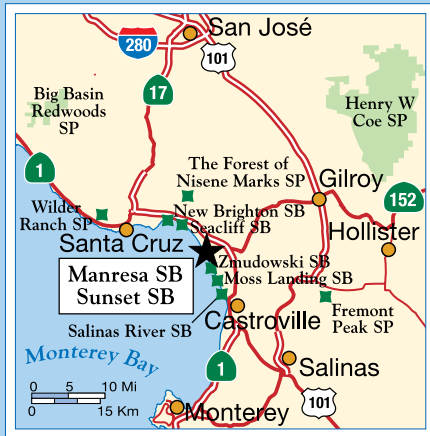 San José
280
101
17
Big Basin
Redwoods
SP
Henry W
Coe SP
1
The Forest of
Nisene Marks SP
Gilroy
152
Wilder
Ranch SP
New Brighton SB
Seacliff SB
Santa Cruz
Hollister
Manresa SB
Sunset SB
Zmudowski SB
Moss Landing SB
Salinas River SB
Castroville
Fremont
Peak SP
Monterey Bay
1
Salinas
0 5 10 Mi
0 15 Km
101
Monterey